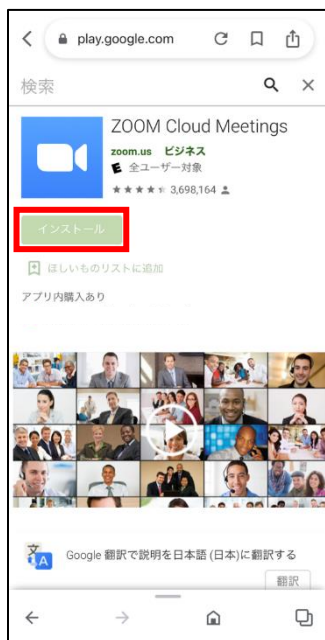 play.google.com
検索
ZOOM Cloud Meetings
zoom.us ビジネス
E 全ユーザー対象
3,698,164
インストール
ほしいものリストに追加
アプリ内購入あり
文A
Google 翻訳で説明を日本語 (日本)に翻訳する
翻訳